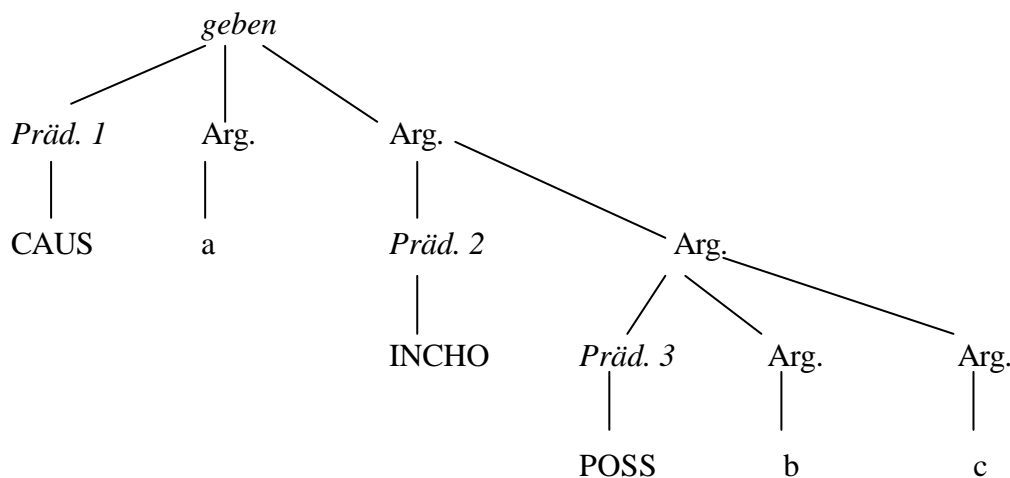 geben
Präd. 1 Arg. Arg.
CAUS a Präd. 2 Arg.
INCHO Präd. 3 Arg. Arg.
POSS b c